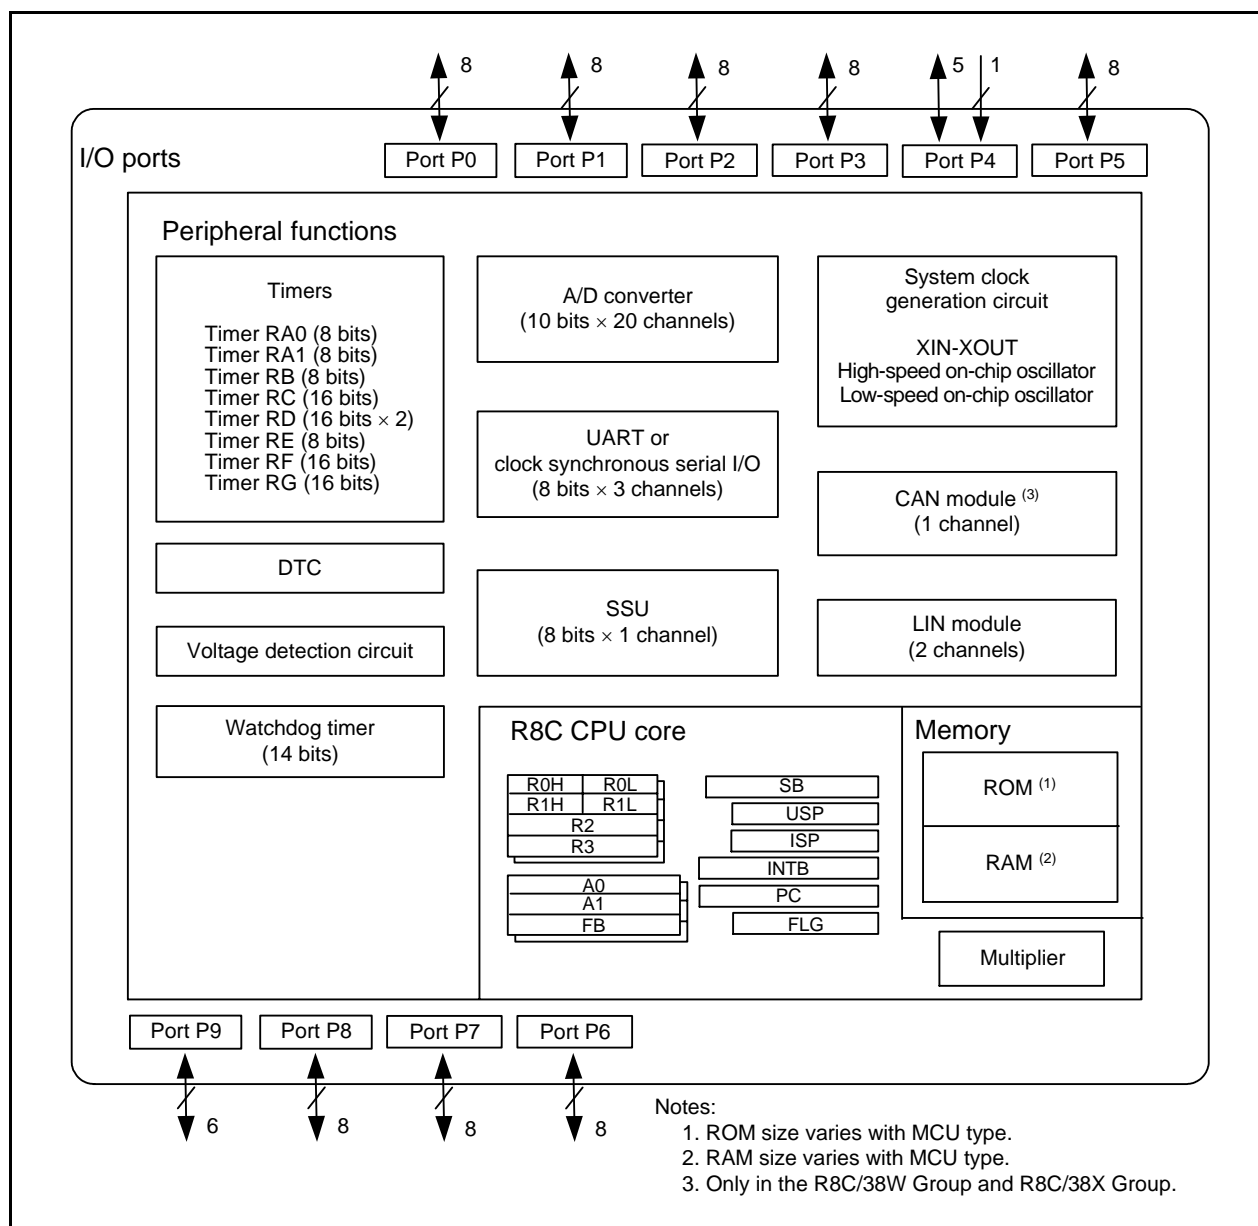 8 8 8 8 5 1 8
I/O ports
Port P0 Port P1 Port P2 Port P3 Port P4 Port P5
Peripheral functions
Timers
Timer RA0 (8 bits)
Timer RA1 (8 bits)
Timer RB (8 bits)
Timer RC (16 bits)
Timer RD (16 bits × 2)
Timer RE (8 bits)
Timer RF (16 bits)
Timer RG (16 bits)
DTC
Voltage detection circuit
Watchdog timer
(14 bits)
A/D converter
(10 bits × 20 channels)
UART or
clock synchronous serial I/O
(8 bits × 3 channels)
SSU
(8 bits × 1 channel)
System clock
generation circuit
XIN-XOUT
High-speed on-chip oscillator
Low-speed on-chip oscillator
CAN module (3)
(1 channel)
LIN module
(2 channels)
R8C CPU core
R0H R0L
R1H R1L
R2
R3
A0
A1
FB
SB
USP
ISP
INTB
PC
FLG
Memory
ROM (1)
RAM (2)
Multiplier
Port P9 Port P8 Port P7 Port P6
6 8 8 8
Notes:
1. ROM size varies with MCU type.
2. RAM size varies with MCU type.
3. Only in the R8C/38W Group and R8C/38X Group.